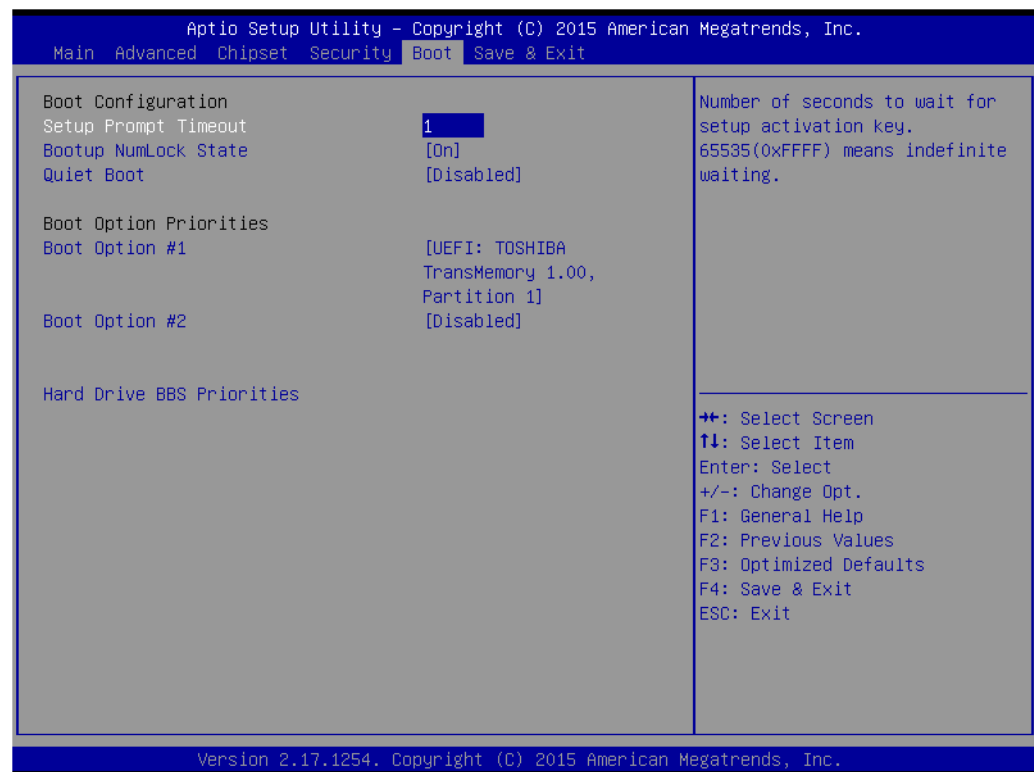 Aptio Setup Utility – Copyright (C) 2015 American Megatrends, Inc.
Main Advanced Chipset Security Boot Save & Exit
Boot Configuration
Setup Prompt Timeout 1
Bootup NumLock State [On]
Quiet Boot [Disabled]
Boot Option Priorities
Boot Option #1 [UEFI: TOSHIBA
TransMemory 1.00,
Partition 1]
Boot Option #2 [Disabled]
Hard Drive BBS Priorities
Number of seconds to wait for
setup activation key.
65535(0xFFFF) means indefinite
waiting.
→←: Select Screen
↑↓: Select Item
Enter: Select
+/-: Change Opt.
F1: General Help
F2: Previous Values
F3: Optimized Defaults
F4: Save & Exit
ESC: Exit
Version 2.17.1254. Copyright (C) 2015 American Megatrends, Inc.